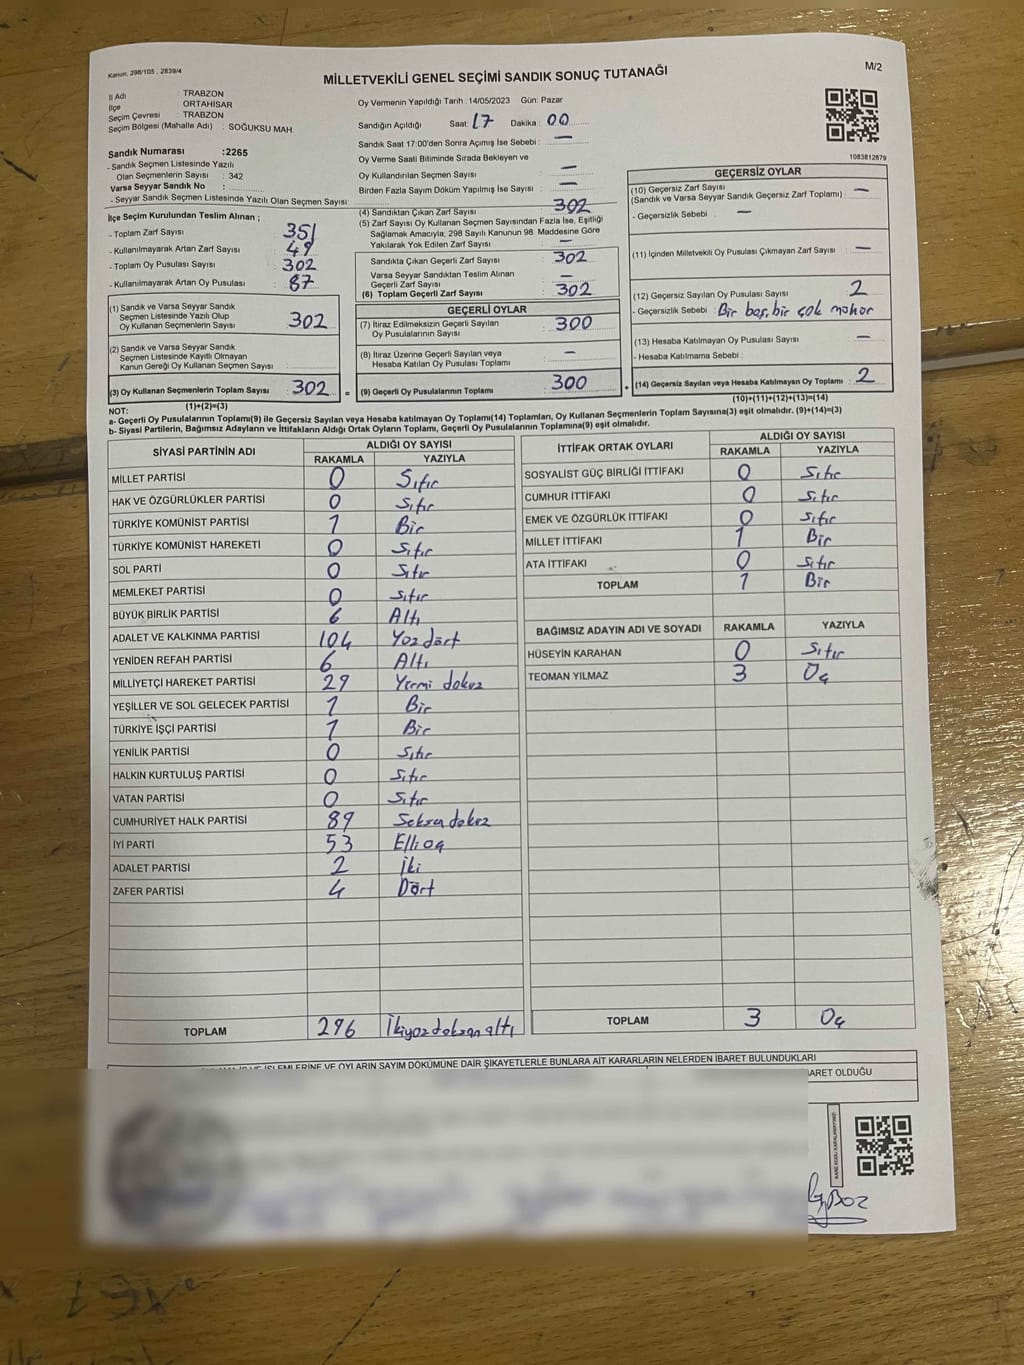 Kanun: 298/105 , 2839/4
MİLLETVEKİLİ GENEL SEÇİMİ SANDIK SONUÇ TUTANAĞI
M/2
İl Adı : TRABZON
İlçe ORTAHİSAR
Seçim Çevresi : TRABZON
Seçim Bölgesi (Mahalle Adı) : SOĞUKSU MAH.
Sandık Numarası :2265
- Sandık Seçmen Listesinde Yazılı
Olan Seçmenlerin Sayısı : 342
Varsa Seyyar Sandık No :
- Seyyar Sandık Seçmen Listesinde Yazılı Olan Seçmen Sayısı:
İlçe Seçim Kurulundan Teslim Alınan ;
- Toplam Zarf Sayısı : 351
- Kullanılmayarak Artan Zarf Sayısı : 49
- Toplam Oy Pusulası Sayısı : 302
- Kullanılmayarak Artan Oy Pusulası : 87
(1) Sandık ve Varsa Seyyar Sandık
Seçmen Listesinde Yazılı Olup
Oy Kullanan Seçmenlerin Sayısı : 302
(2) Sandık ve Varsa Seyyar Sandık
Seçmen Listesinde Kayıtlı Olmayan
Kanun Gereği Oy Kullanan Seçmen Sayısı :
(3) Oy Kullanan Seçmenlerin Toplam Sayısı : 302 =
(1)+(2)=(3)
Oy Vermenin Yapıldığı Tarih :14/05/2023 Gün: Pazar
Sandığın Açıldığı Saat: 17 Dakika : 00
Sandık Saat 17:00'den Sonra Açımış İse Sebebi : —
Oy Verme Saati Bitiminde Sırada Bekleyen ve
Oy Kullandırılan Seçmen Sayısı : —
Birden Fazla Sayım Döküm Yapılmış İse Sayısı : —
(4) Sandıktan Çıkan Zarf Sayısı : 302
(5) Zarf Sayısı Oy Kullanan Seçmen Sayısından Fazla İse, Eşitliği
Sağlamak Amacıyla, 298 Sayılı Kanunun 98. Maddesine Göre
Yakılarak Yok Edilen Zarf Sayısı : —
Sandıkta Çıkan Geçerli Zarf Sayısı : 302
Varsa Seyyar Sandıktan Teslim Alınan
Geçerli Zarf Sayısı : —
(6) Toplam Geçerli Zarf Sayısı : 302
GEÇERLİ OYLAR
(7) İtiraz Edilmeksizin Geçerli Sayılan
Oy Pusulalarının Sayısı : 300
(8) İtiraz Üzerine Geçerli Sayılan veya
Hesaba Katılan Oy Pusulası Toplamı : —
(9) Geçerli Oy Pusulalarının Toplamı : 300 +
1083812879
GEÇERSİZ OYLAR
(10) Geçersiz Zarf Sayısı
(Sandık ve Varsa Seyyar Sandık Geçersiz Zarf Toplamı) : —
- Geçersizlik Sebebi : —
(11) İçinden Milletvekili Oy Pusulası Çıkmayan Zarf Sayısı : —
(12) Geçersiz Sayılan Oy Pusulası Sayısı : 2
- Geçersizlik Sebebi : Bir boş, bir çok mühür
(13) Hesaba Katılmayan Oy Pusulası Sayısı : —
- Hesaba Katılmama Sebebi :
(14) Geçersiz Sayılan veya Hesaba Katılmayan Oy Toplamı : 2
(10)+(11)+(12)+(13)=(14)
NOT:
a- Geçerli Oy Pusulalarının Toplamı(9) ile Geçersiz Sayılan veya Hesaba katılmayan Oy Toplamı(14) Toplamları, Oy Kullanan Seçmenlerin Toplam Sayısına(3) eşit olmalıdır. (9)+(14)=(3)
b- Siyasi Partilerin, Bağımsız Adayların ve İttifakların Aldığı Ortak Oyların Toplamı, Geçerli Oy Pusulalarının Toplamına(9) eşit olmalıdır.
SİYASİ PARTİNİN ADI ALDIĞI OY SAYISI
RAKAMLA YAZIYLA
MİLLET PARTİSİ 0 Sıfır
HAK VE ÖZGÜRLÜKLER PARTİSİ 0 Sıfır
TÜRKİYE KOMÜNİST PARTİSİ 1 Bir
TÜRKİYE KOMÜNİST HAREKETİ 0 Sıfır
SOL PARTİ 0 Sıfır
MEMLEKET PARTİSİ 0 Sıfır
BÜYÜK BİRLİK PARTİSİ 6 Altı
ADALET VE KALKINMA PARTİSİ 104 Yüzdört
YENİDEN REFAH PARTİSİ 6 Altı
MİLLİYETÇİ HAREKET PARTİSİ 29 Yirmi dokuz
YEŞİLLER VE SOL GELECEK PARTİSİ 1 Bir
TÜRKİYE İŞÇİ PARTİSİ 1 Bir
YENİLİK PARTİSİ 0 Sıfır
HALKIN KURTULUŞ PARTİSİ 0 Sıfır
VATAN PARTİSİ 0 Sıfır
CUMHURİYET HALK PARTİSİ 89 Seksendokuz
İYİ PARTİ 53 Elliüç
ADALET PARTİSİ 2 İki
ZAFER PARTİSİ 4 Dört
TOPLAM 296 İkiyüzdoksanaltı
İTTİFAK ORTAK OYLARI ALDIĞI OY SAYISI
RAKAMLA YAZIYLA
SOSYALİST GÜÇ BİRLİĞİ İTTİFAKI 0 Sıfır
CUMHUR İTTİFAKI 0 Sıfır
EMEK VE ÖZGÜRLÜK İTTİFAKI 0 Sıfır
MİLLET İTTİFAKI 1 Bir
ATA İTTİFAKI 0 Sıfır
TOPLAM 1 Bir
BAĞIMSIZ ADAYIN ADI VE SOYADI RAKAMLA YAZIYLA
HÜSEYİN KARAHAN 0 Sıfır
TEOMAN YILMAZ 3 Üç
TOPLAM 3 Üç
İŞLEMLERİNE VE OYLARIN SAYIM DÖKÜMÜNE DAİR ŞİKAYETLERLE BUNLARA AİT KARARLARIN NELERDEN İBARET BULUNDUKLARI
BARET OLDUĞU